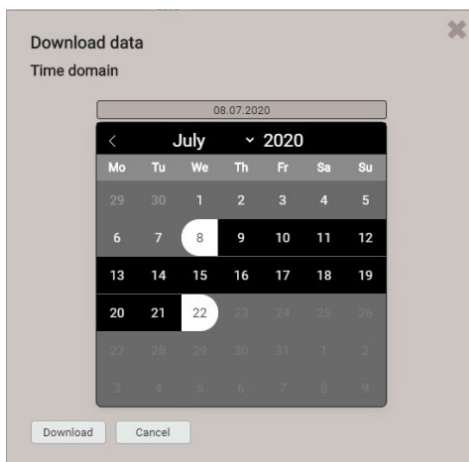 Download data
Time domain
08.07.2020
July 2020
Mo Tu We Th Fr Sa Su
29 30 1 2 3 4 5
6 7 8 9 10 11 12
13 14 15 16 17 18 19
20 21 22 23 24 25 26
27 28 29 30 31 1 2
3 4 5 6 7 8 9
Download Cancel